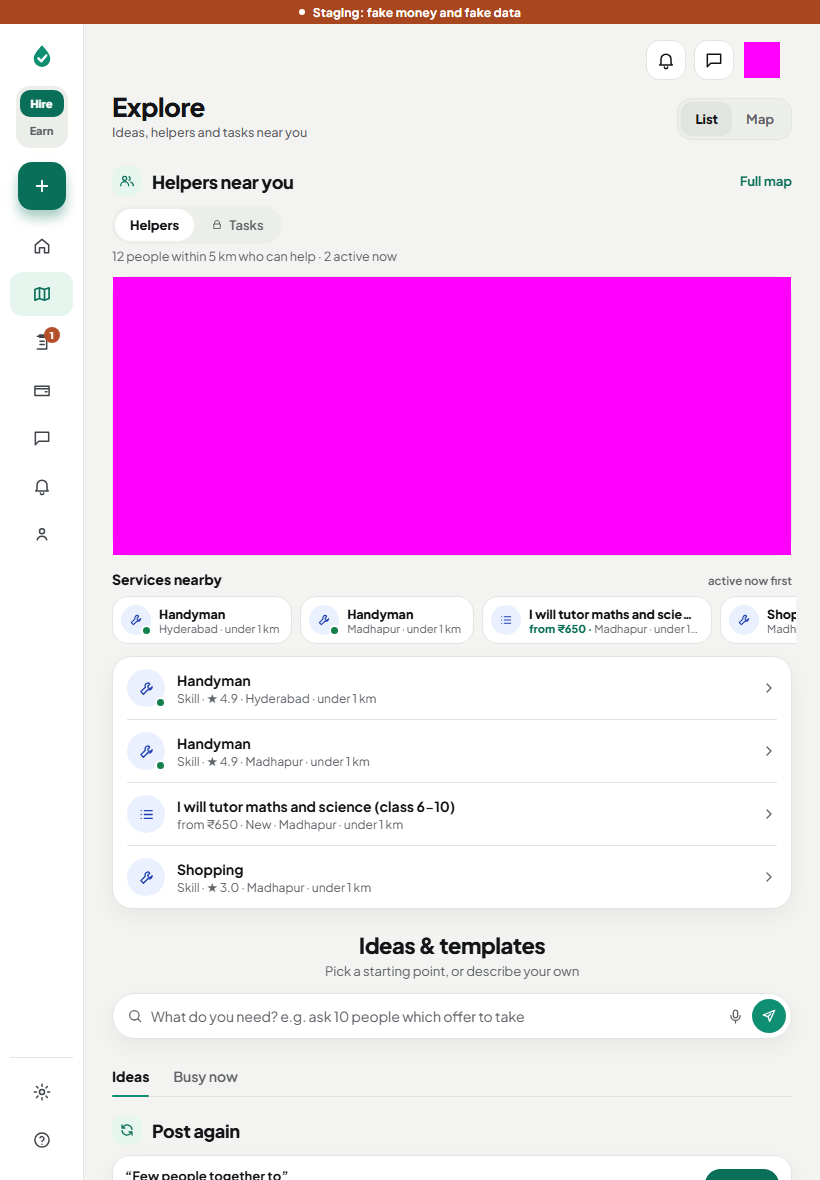 Staging: fake money and fake data
Hire
Earn
Explore
Ideas, helpers and tasks near you
List
Map
Helpers near you
Full map
Helpers
Tasks
12 people within 5 km who can help · 2 active now
1
Services nearby
active now first
Handyman
Hyderabad · under 1 km
Handyman
Madhapur · under 1 km
I will tutor maths and scie...
from ₹650 · Madhapur · under 1...
Shop
Madh
Handyman
Skill · ★ 4.9 · Hyderabad · under 1 km
Handyman
Skill · ★ 4.9 · Madhapur · under 1 km
I will tutor maths and science (class 6–10)
from ₹650 · New · Madhapur · under 1 km
Shopping
Skill · ★ 3.0 · Madhapur · under 1 km
Ideas & templates
Pick a starting point, or describe your own
What do you need? e.g. ask 10 people which offer to take
Ideas
Busy now
Post again
“Few people together to”